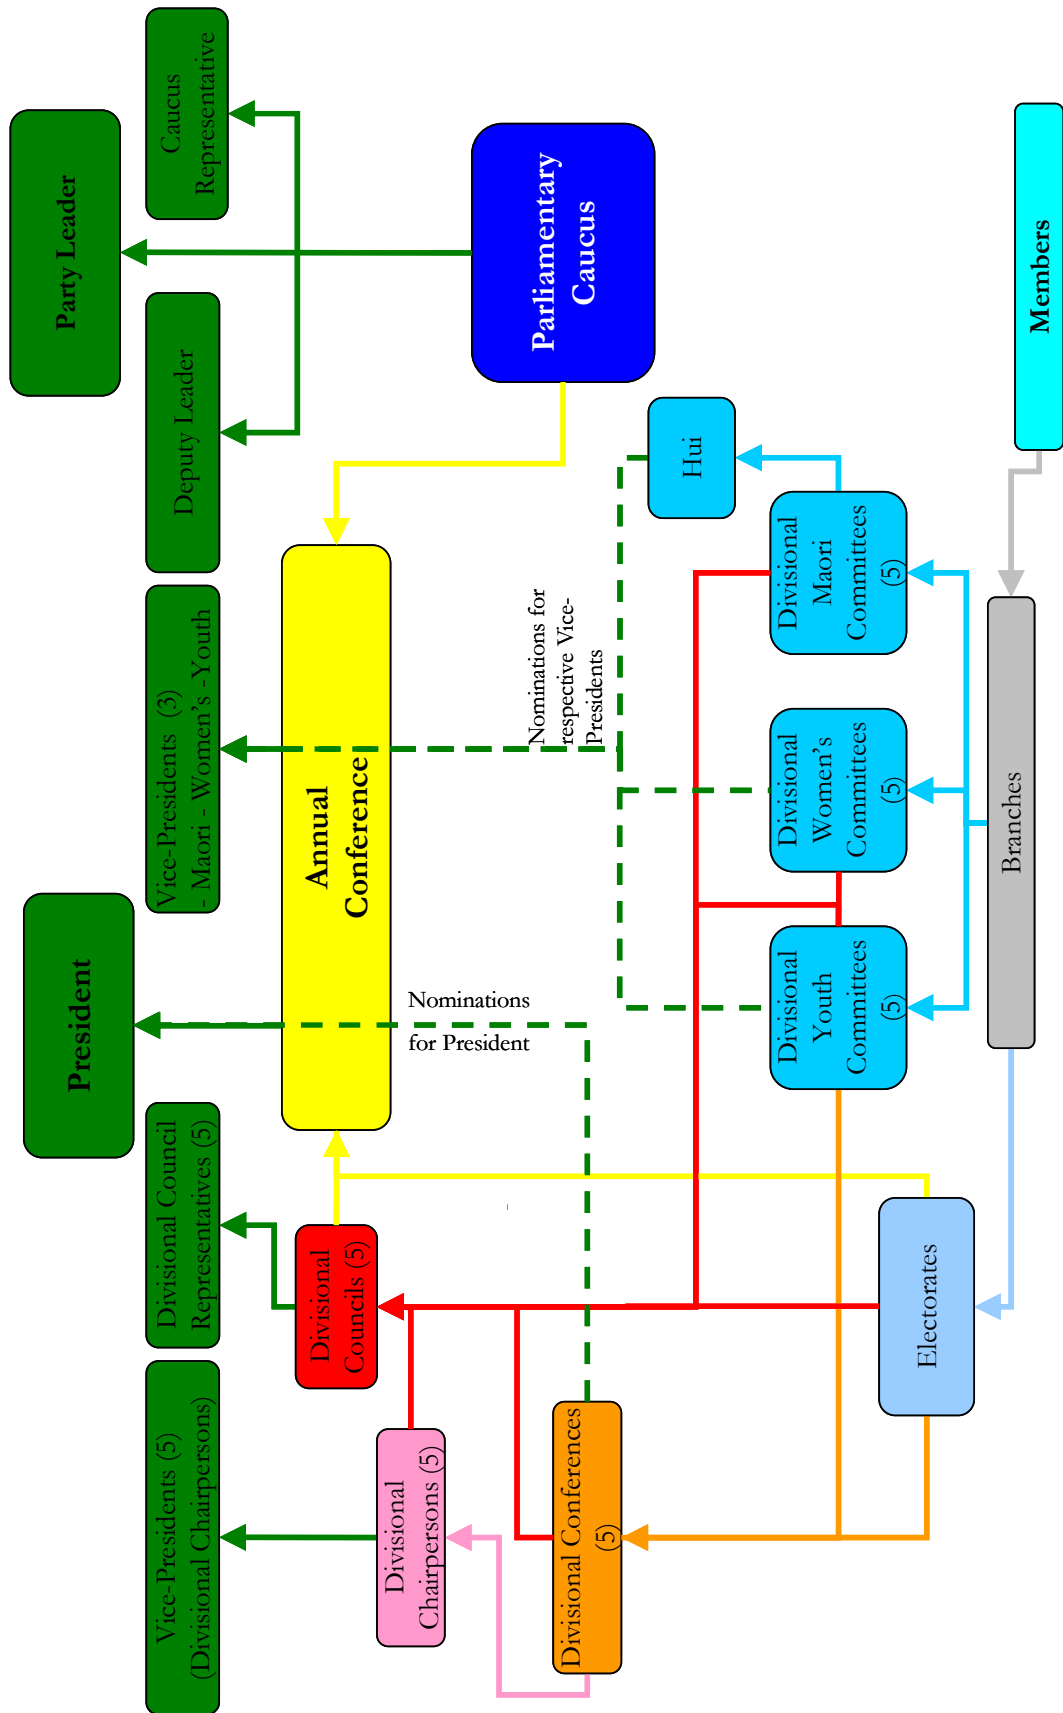 President
Party Leader
Vice-Presidents (5)
(Divisional Chairpersons)
Divisional Council
Representatives (5)
Vice-Presidents (3)
- Maori - Women's -Youth
Deputy Leader
Caucus
Representative
Divisional
Councils (5)
Annual
Conference
Divisional
Chairpersons (5)
Nominations
for President
Nominations for
respective Vice-
Presidents
Parliamentary
Caucus
Divisional Conferences
(5)
Hui
Divisional
Youth
Committees
(5)
Divisional
Women's
Committees
(5)
Divisional
Maori
Committees
(5)
Electorates
Branches
Members